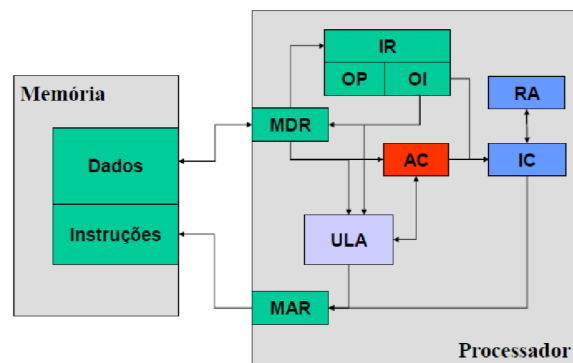 IR
OP OI
Memória
RA
MDR
Dados
AC
IC
Instruções
ULA
MAR
Processador